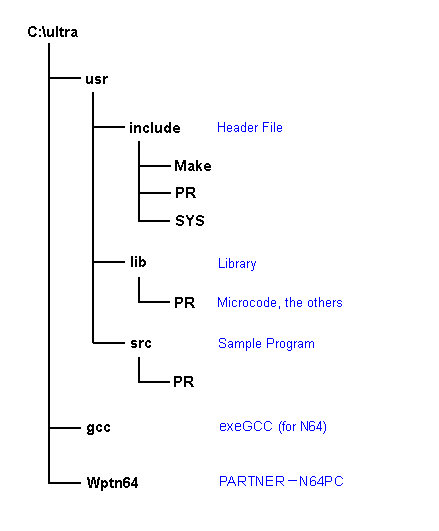 C:\ultra
usr
include Header File
Make
PR
SYS
lib Library
PR Microcode, the others
src Sample Program
PR
gcc exeGCC (for N64)
Wptn64 PARTNER－N64PC